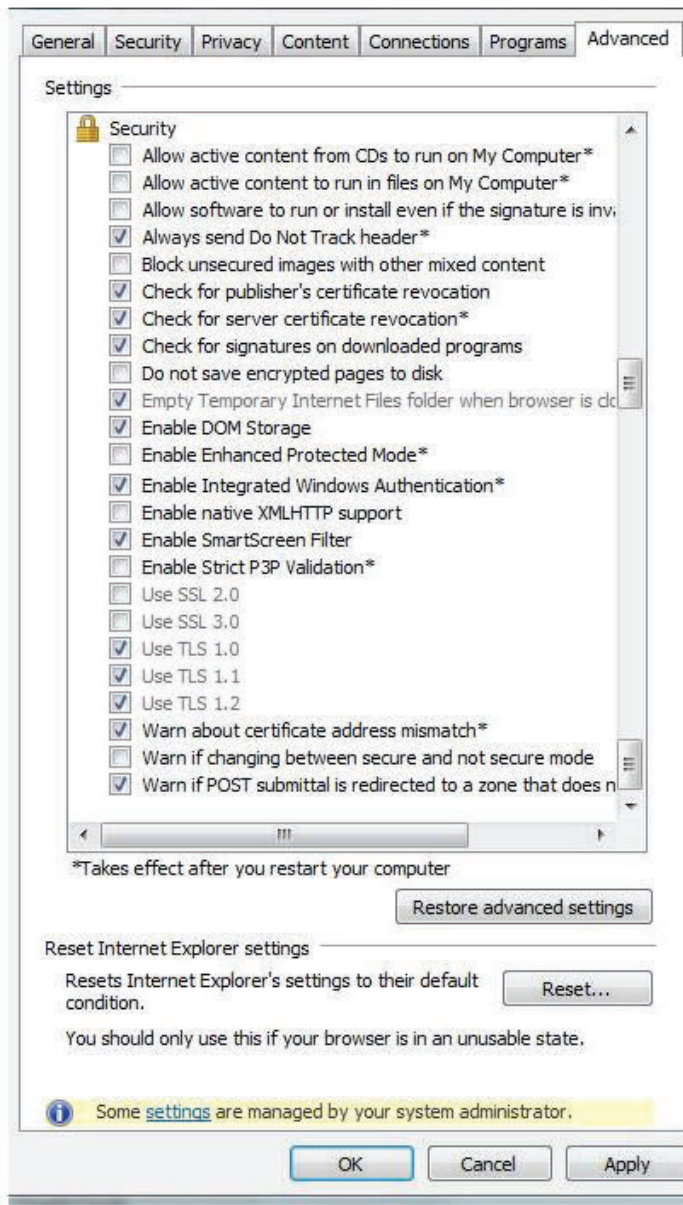 General Security Privacy Content Connections Programs Advanced
Settings
Security
Allow active content from CDs to run on My Computer*
Allow active content to run in files on My Computer*
Allow software to run or install even if the signature is
Always send Do Not Track header*
Block unsecured images with other mixed content
Check for publisher's certificate revocation
Check for server certificate revocation*
Check for signatures on downloaded programs
Do not save encrypted pages to disk
Empty Temporary Internet Files folder when browser is
Enable DOM Storage
Enable Enhanced Protected Mode*
Enable Integrated Windows Authentication*
Enable native XMLHTTP support
Enable SmartScreen Filter
Enable Strict P3P Validation*
Use SSL 2.0
Use SSL 3.0
Use TLS 1.0
Use TLS 1.1
Use TLS 1.2
Warn about certificate address mismatch*
Warn if changing between secure and not secure mode
Warn if POST submittal is redirected to a zone that does
*Takes effect after you restart your computer
Restore advanced settings
Reset Internet Explorer settings
Resets Internet Explorer's settings to their default
condition.
Reset...
You should only use this if your browser is in an unusable state.
Some settings are managed by your system administrator.
OK Cancel Apply